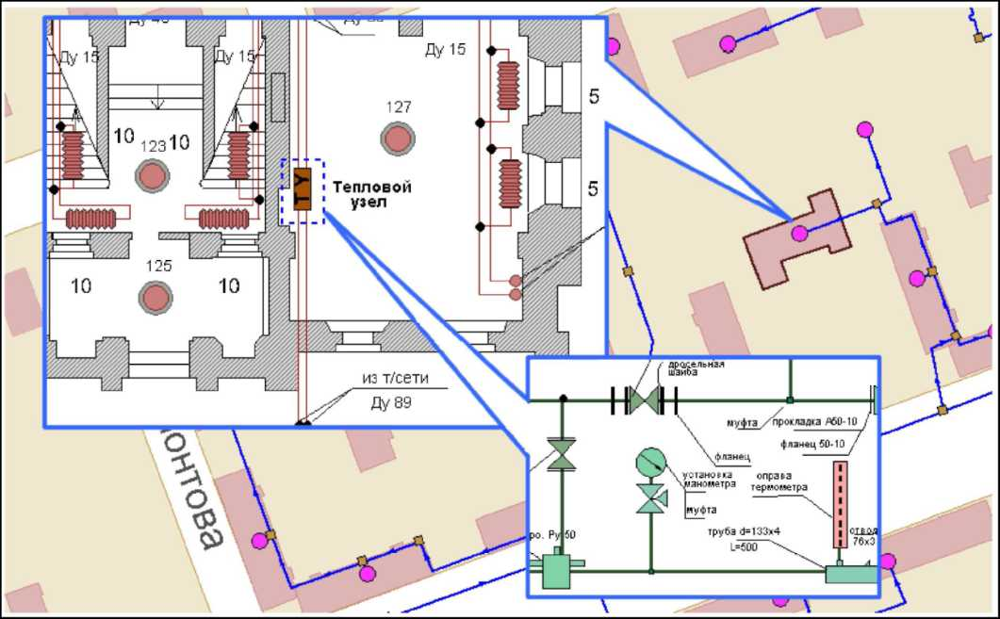 Ду 15
Ду 15
Ду 15
10
10
123
127
5
5
ТУ
Тепловой
узел
125
10
10
из т/сети
Ду 89
дросельная
шайба
муфта
прокладка А50-10
фланец 50-10
фланец
установка
манометра
муфта
оправа
термометра
ро. Ру 50
труба d=133x4
L=500
отвод
76x3
онтова